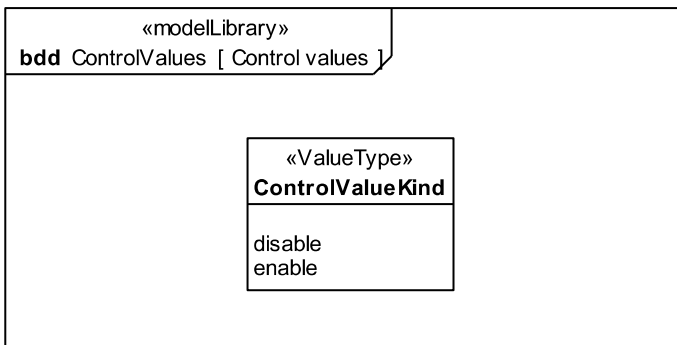 «modelLibrary»
bdd ControlValues [ Control values ]
«ValueType»
ControlValueKind
disable
enable